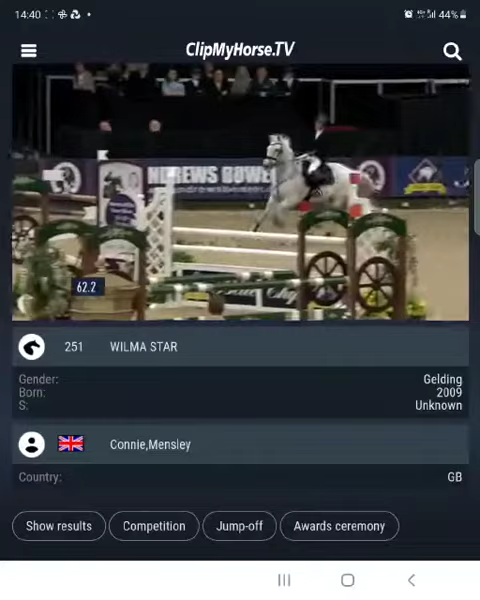 14:40
44%
ClipMyHorse.TV
62.2
251 WILMA STAR
Gender: Gelding
Born: 2009
S: Unknown
Connie,Mensley
Country: GB
Show results
Competition
Jump-off
Awards ceremony